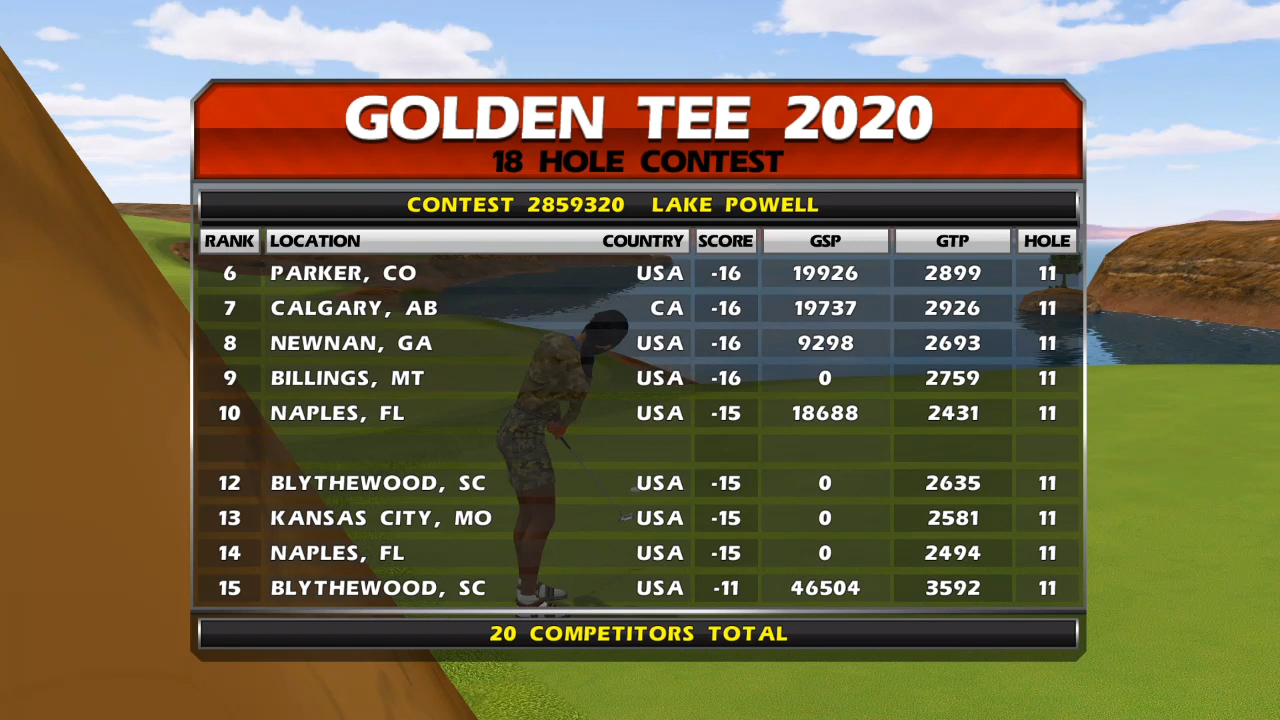 GOLDEN TEE 2020
18 HOLE CONTEST
CONTEST 2859320 LAKE POWELL
RANK LOCATION COUNTRY SCORE GSP GTP HOLE
6 PARKER, CO USA -16 19926 2899 11
7 CALGARY, AB CA -16 19737 2926 11
8 NEWNAN, GA USA -16 9298 2693 11
9 BILLINGS, MT USA -16 0 2759 11
10 NAPLES, FL USA -15 18688 2431 11
12 BLYTHEWOOD, SC USA -15 0 2635 11
13 KANSAS CITY, MO USA -15 0 2581 11
14 NAPLES, FL USA -15 0 2494 11
15 BLYTHEWOOD, SC USA -11 46504 3592 11
20 COMPETITORS TOTAL